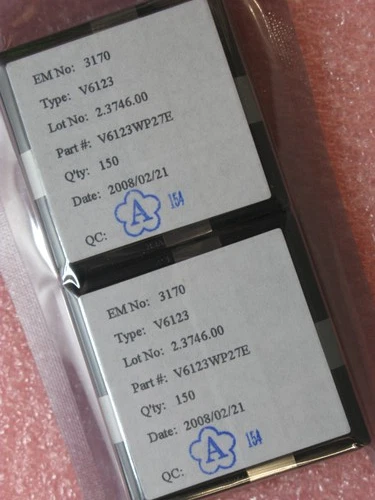 EM No: 3170
Type: V6123
Lot No: 2.3746.00
Part #: V6123WP27E
Q'ty: 150
Date: 2008/02/21
QC: A 154
EM No: 3170
Type: V6123
Lot No: 2.3746.00
Part #: V6123WP27E
Q'ty: 150
Date: 2008/02/21
QC: A 154